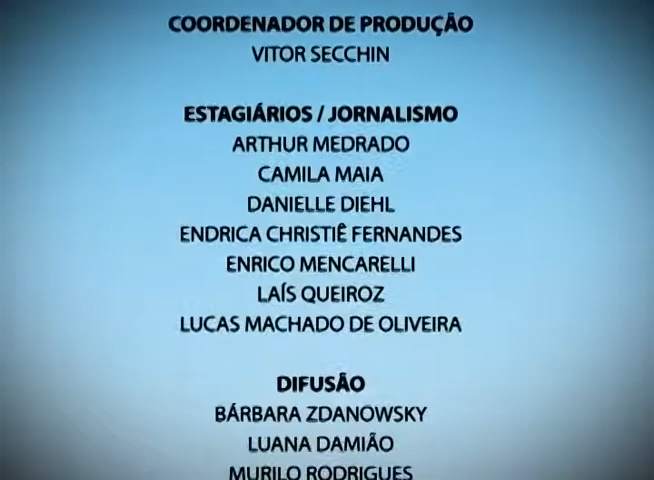 COORDENADOR DE PRODUÇÃO
VITOR SECCHIN
ESTAGIÁRIOS / JORNALISMO
ARTHUR MEDRADO
CAMILA MAIA
DANIELLE DIEHL
ENDRICA CHRISTIÊ FERNANDES
ENRICO MENCARELLI
LAÍS QUEIROZ
LUCAS MACHADO DE OLIVEIRA
DIFUSÃO
BÁRBARA ZDANOWSKY
LUANA DAMIÃO
MURILO RODRIGUES